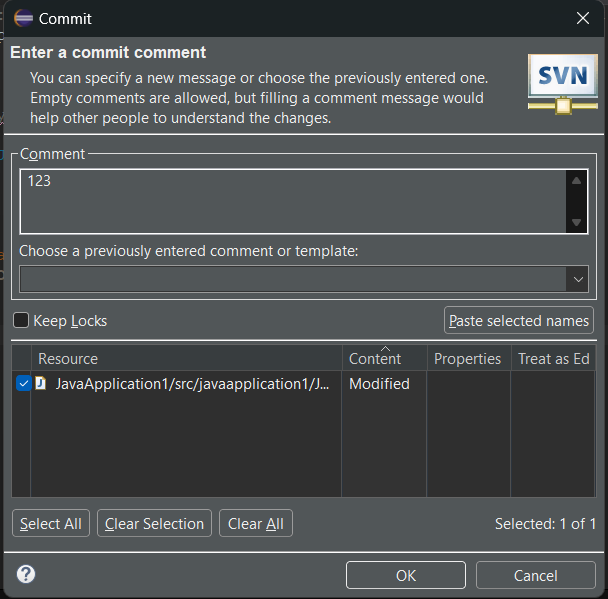 Commit
Enter a commit comment
You can specify a new message or choose the previously entered one.
Empty comments are allowed, but filling a comment message would
help other people to understand the changes.
SVN
Comment
123
Choose a previously entered comment or template:
Keep Locks
Paste selected names
Resource Content Properties Treat as Ed
JavaApplication1/src/javaapplication1/J... Modified
Select All Clear Selection Clear All Selected: 1 of 1
OK Cancel